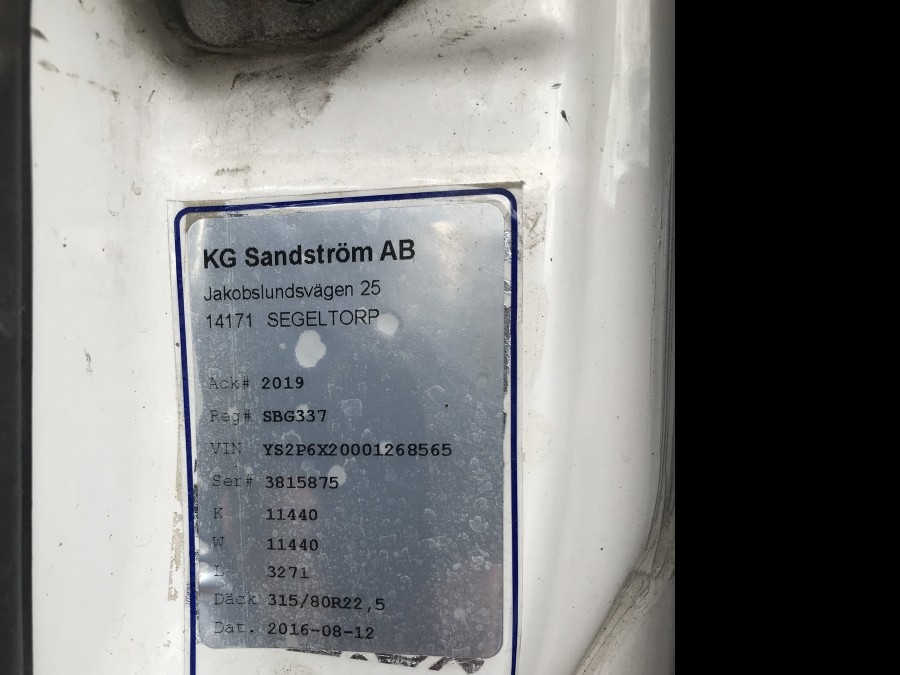 KG Sandström AB
Jakobslundsvägen 25
14171 SEGELTORP
Ack# 2019
Reg# SBG337
VIN YS2P6X20001268565
Ser# 3815875
K 11440
W 11440
L 3271
Däck 315/80R22,5
Dat. 2016-08-12